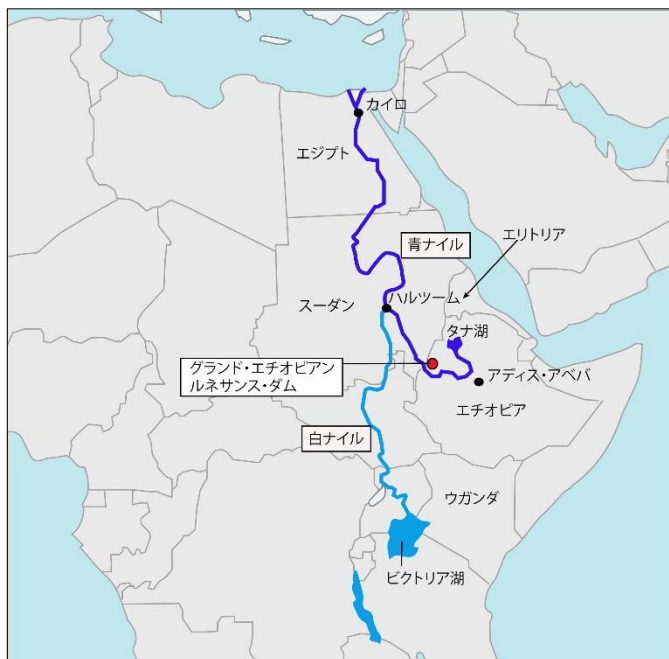 カイロ
エジプト
エリトリア
青ナイル
スーダン
ハルツーム
タナ湖
グランド・エチオピアン
ルネサンス・ダム
アディス・アベバ
エチオピア
白ナイル
ウガンダ
ビクトリア湖